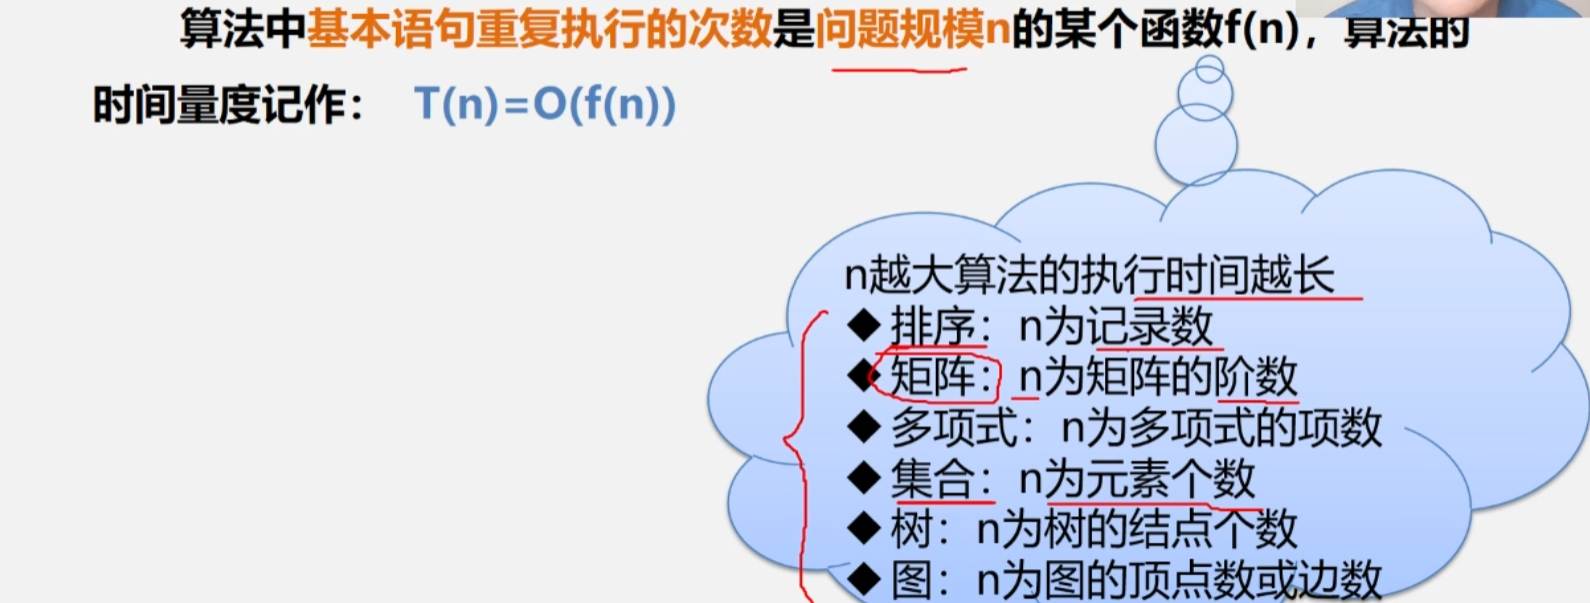 算法中基本语句重复执行的次数是问题规模n的某个函数f(n)，算法的
时间量度记作： T(n)=O(f(n))
n越大算法的执行时间越长
◆ 排序：n为记录数
◆ 矩阵：n为矩阵的阶数
◆ 多项式：n为多项式的项数
◆ 集合：n为元素个数
◆ 树：n为树的结点个数
◆ 图：n为图的顶点数或边数